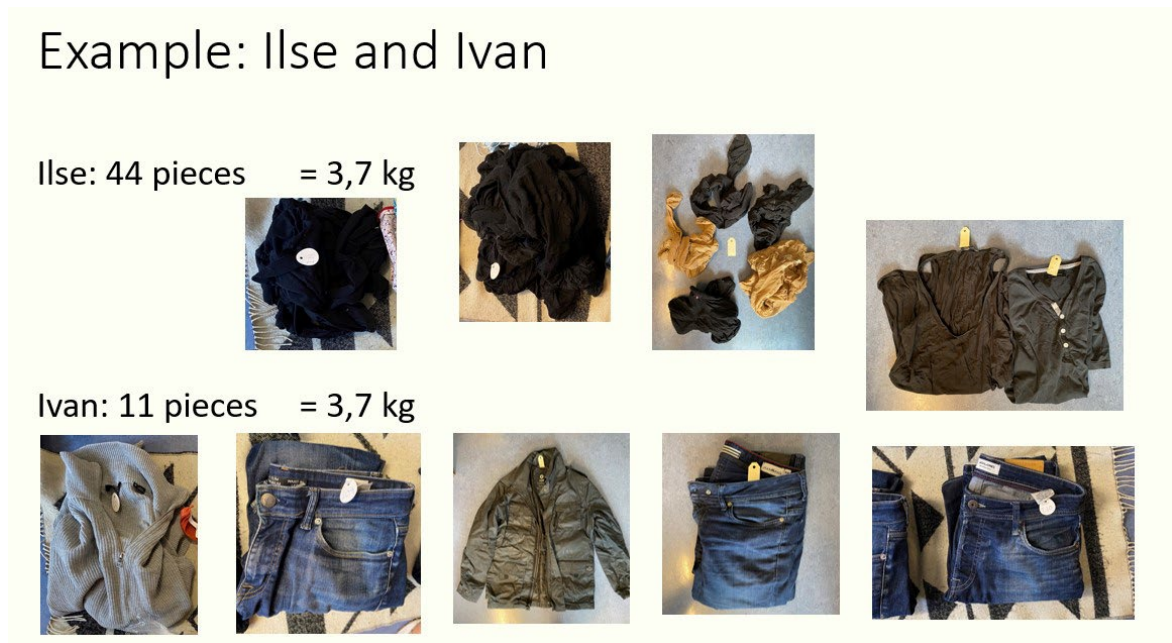 Example: Ilse and Ivan
Ilse: 44 pieces = 3,7 kg
Ivan: 11 pieces = 3,7 kg